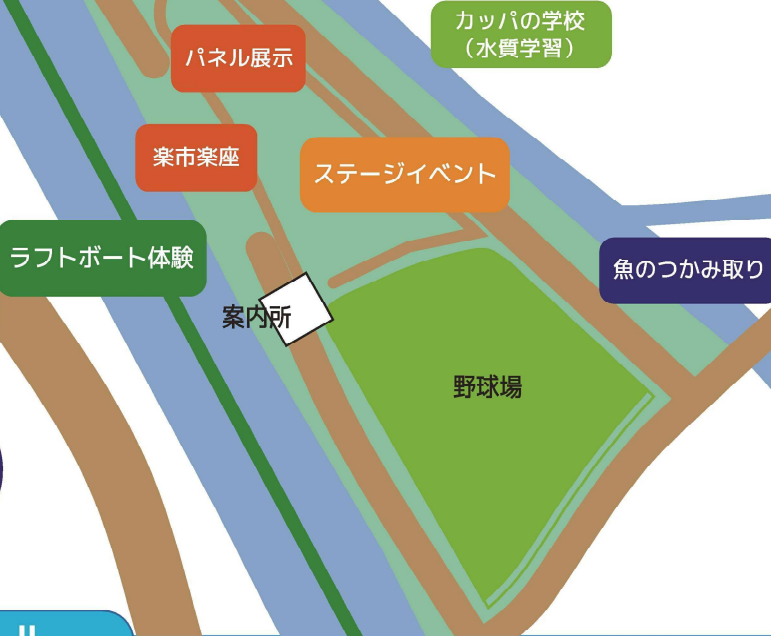 カッパの学校
（水質学習）
パネル展示
楽市楽座
ステージイベント
ラフトボート体験
魚のつかみ取り
案内所
野球場